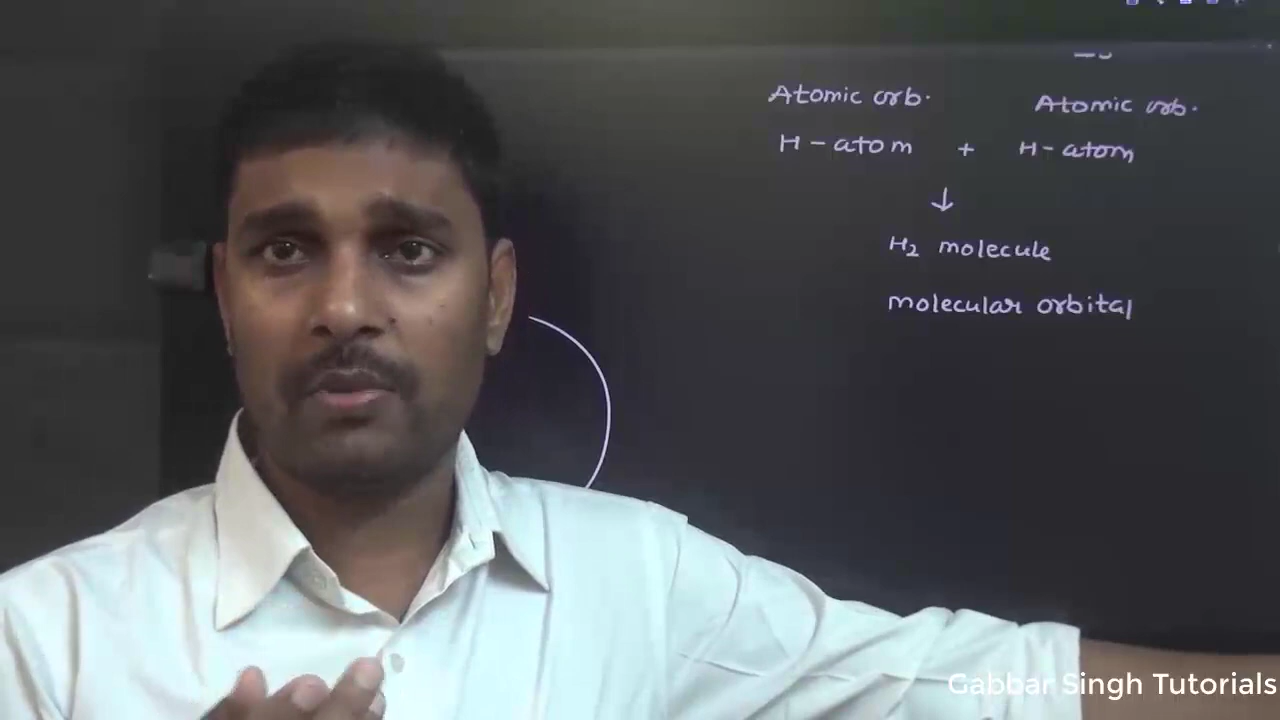 Atomic orb. Atomic orb.
H - atom + H - atom
↓
H₂ molecule
molecular orbital
Gabbar Singh Tutorials